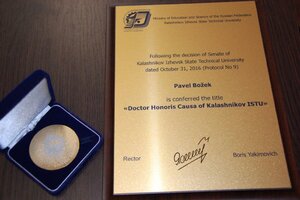 Ministry of Education and Science of the Russian Federation
Kalashnikov Izhevsk State Technical University
Following the decision of Senate of
Kalashnikov Izhevsk State Technical University
dated October 31, 2016 (Protocol No 9)
Pavel Božek
is conferred the title
«Doctor Honoris Causa of Kalashnikov ISTU»
Rector
Boris Yakimovich